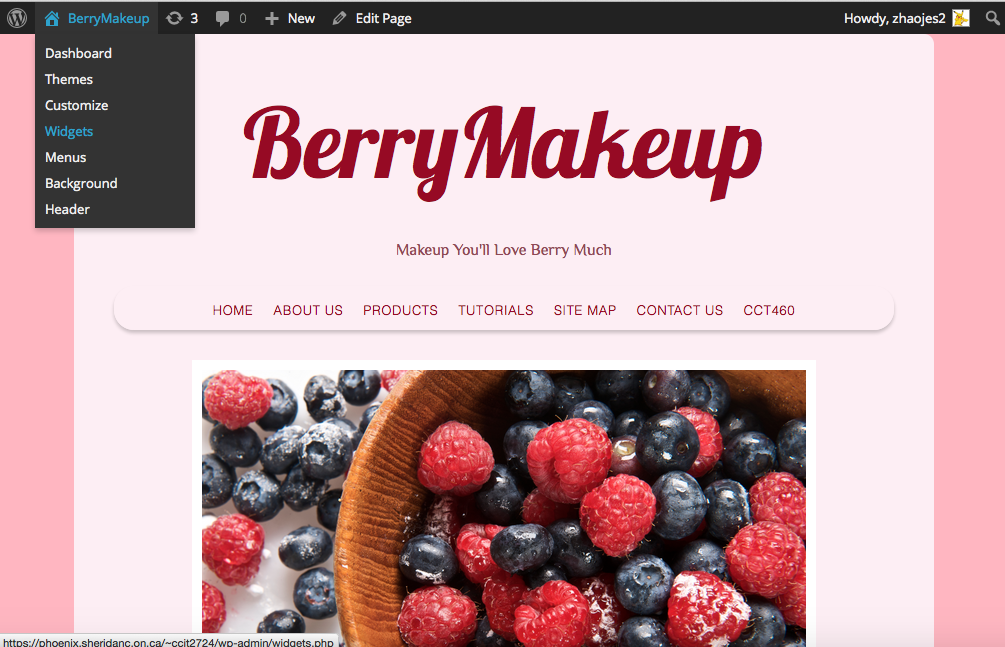 BerryMakeup 3 0 New Edit Page Howdy, zhaojes2
Dashboard
Themes
Customize
Widgets
Menus
Background
Header
BerryMakeup
Makeup You'll Love Berry Much
HOME ABOUT US PRODUCTS TUTORIALS SITE MAP CONTACT US CCT460
https://phoenix.sheridanc.on.ca/~ccit2724/wp-admin/widgets.php